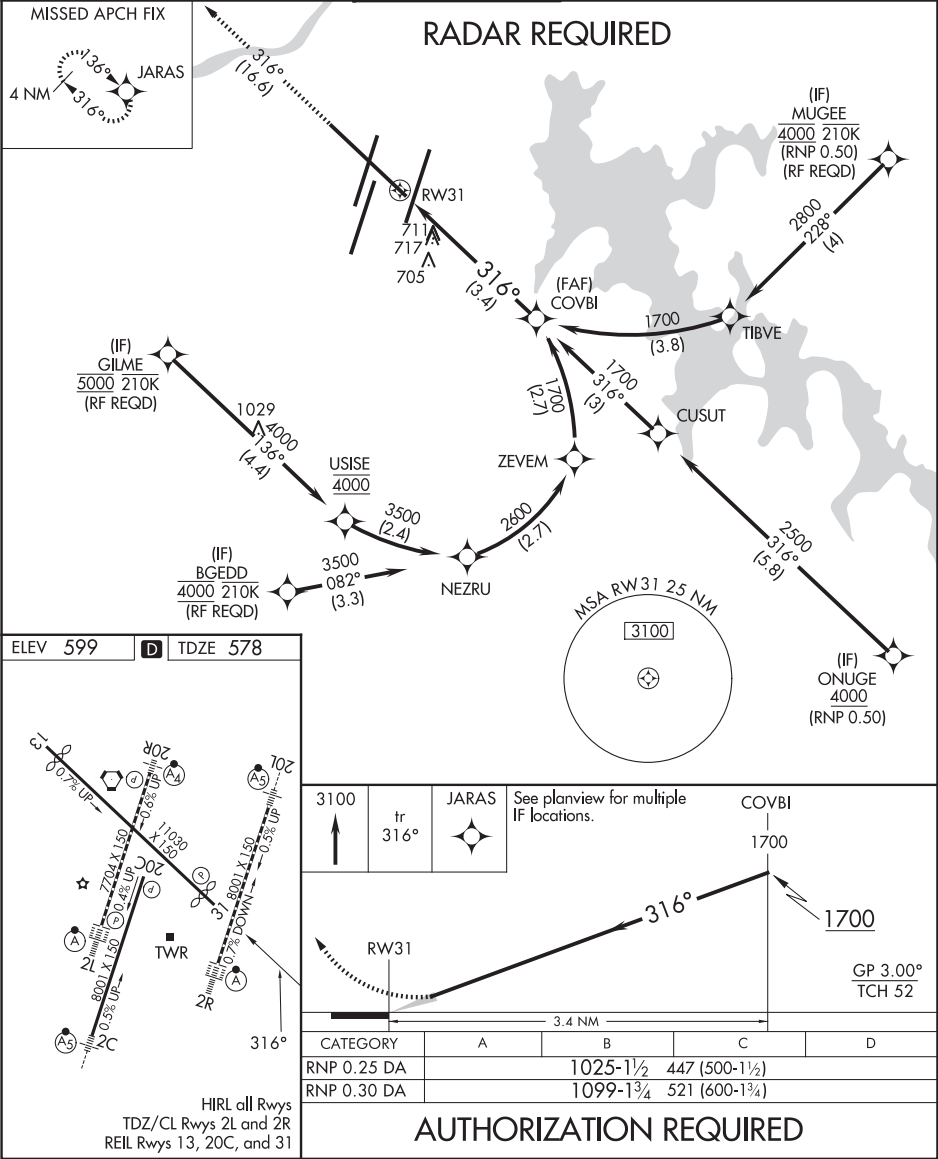 MISSED APCH FIX
136°
JARAS
4 NM
316°
RADAR REQUIRED
316°
(16.6)
(IF)
MUGEE
4000 210K
(RNP 0.50)
(RF REQD)
2800
228°
(4)
RW31
711
717
705
316°
(3.4)
(FAF)
COVBI
1700
(3.8)
TIBVE
(IF)
GILME
5000 210K
(RF REQD)
1029
4000
136°
(4.4)
1700
(2.7)
1700
316°
(3)
CUSUT
USISE
4000
ZEVEM
3500
(2.4)
2600
(2.7)
2500
316°
(5.8)
(IF)
BGEDD
4000 210K
(RF REQD)
3500
082°
(3.3)
NEZRU
MSA RW31 25 NM
3100
(IF)
ONUGE
4000
(RNP 0.50)
ELEV 599 D TDZE 578
13
0.7% UP
20R
P
A4
0.6% UP
A5
20L
0.5% UP
11030
X 150
7704 X 150
20C
0.4% UP
P
P
8001 X 150
31
P
A
2L
TWR
0.7% DOWN
8001 X 150
0.5% UP
A
2R
A5
2C
316°
HIRL all Rwys
TDZ/CL Rwys 2L and 2R
REIL Rwys 13, 20C, and 31
3100
tr
316°
JARAS
See planview for multiple
IF locations.
COVBI
1700
316°
1700
RW31
GP 3.00°
TCH 52
3.4 NM
CATEGORY A B C D
RNP 0.25 DA 1025-1½ 447 (500-1½)
RNP 0.30 DA 1099-1¾ 521 (600-1¾)
AUTHORIZATION REQUIRED